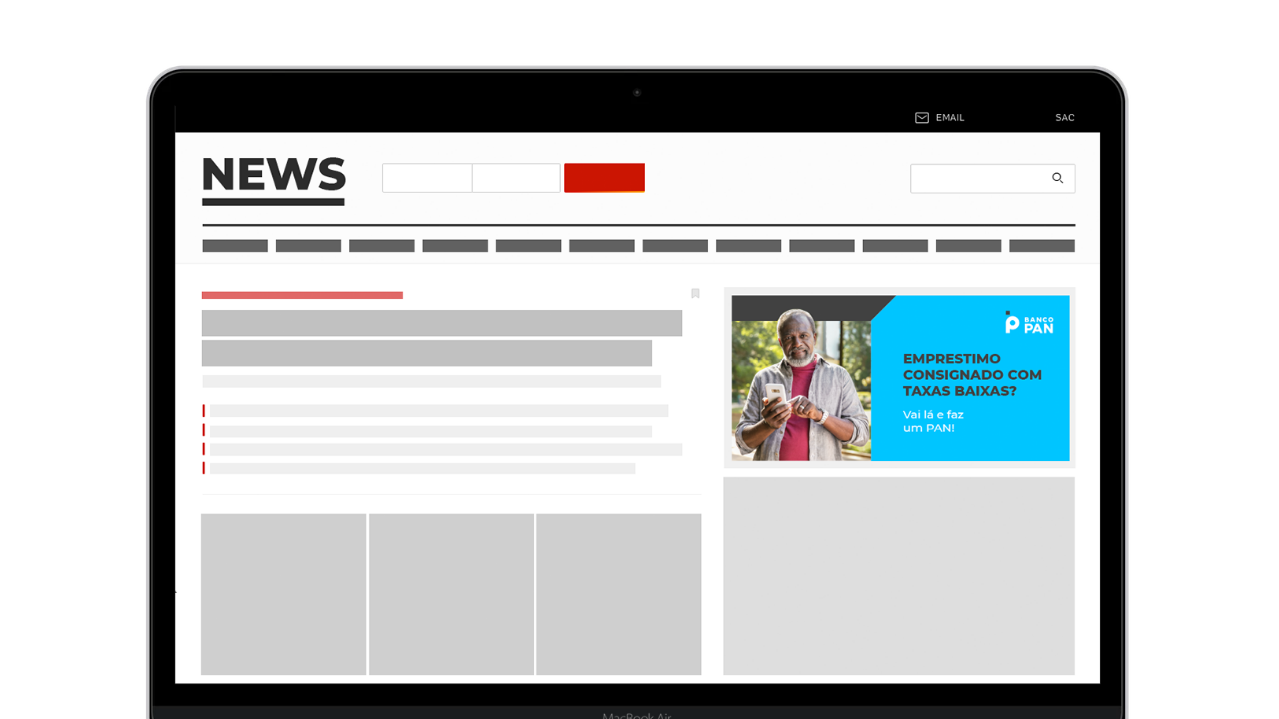 EMAIL
SAC
NEWS
BANCO
PAN
EMPRESTIMO
CONSIGNADO COM
TAXAS BAIXAS?
Vai lá e faz
um PAN!
MacBook Air